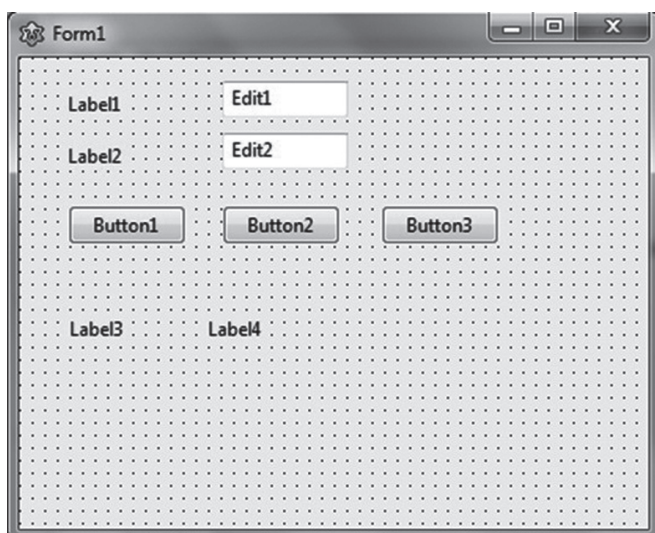 Form1
Label1 Edit1
Label2 Edit2
Button1 Button2 Button3
Label3 Label4